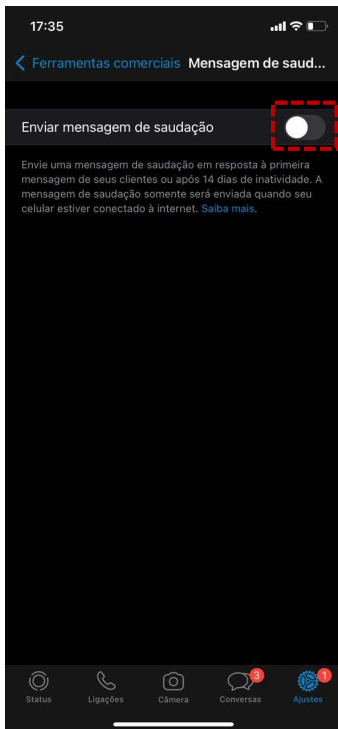 17:35
Ferramentas comerciais Mensagem de saud...
Enviar mensagem de saudação
Envie uma mensagem de saudação em resposta à primeira
mensagem de seus clientes ou após 14 dias de inatividade. A
mensagem de saudação somente será enviada quando seu
celular estiver conectado à internet. Saiba mais.
3
1
Status Ligações Câmera Conversas Ajustes